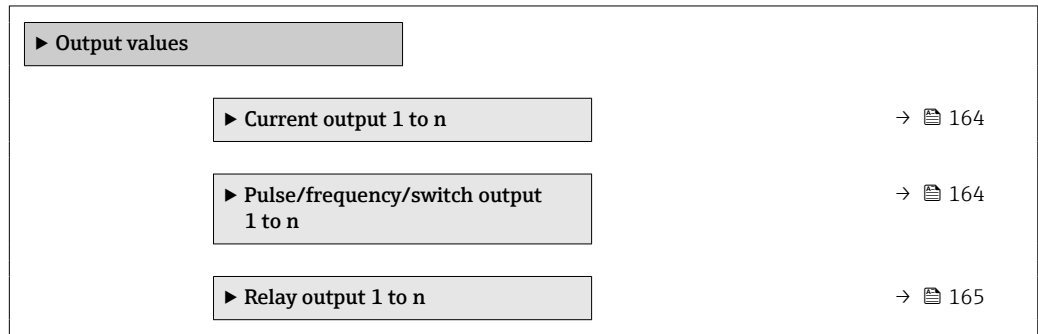 ▶ Output values
▶ Current output 1 to n → 164
▶ Pulse/frequency/switch output
1 to n → 164
▶ Relay output 1 to n → 165